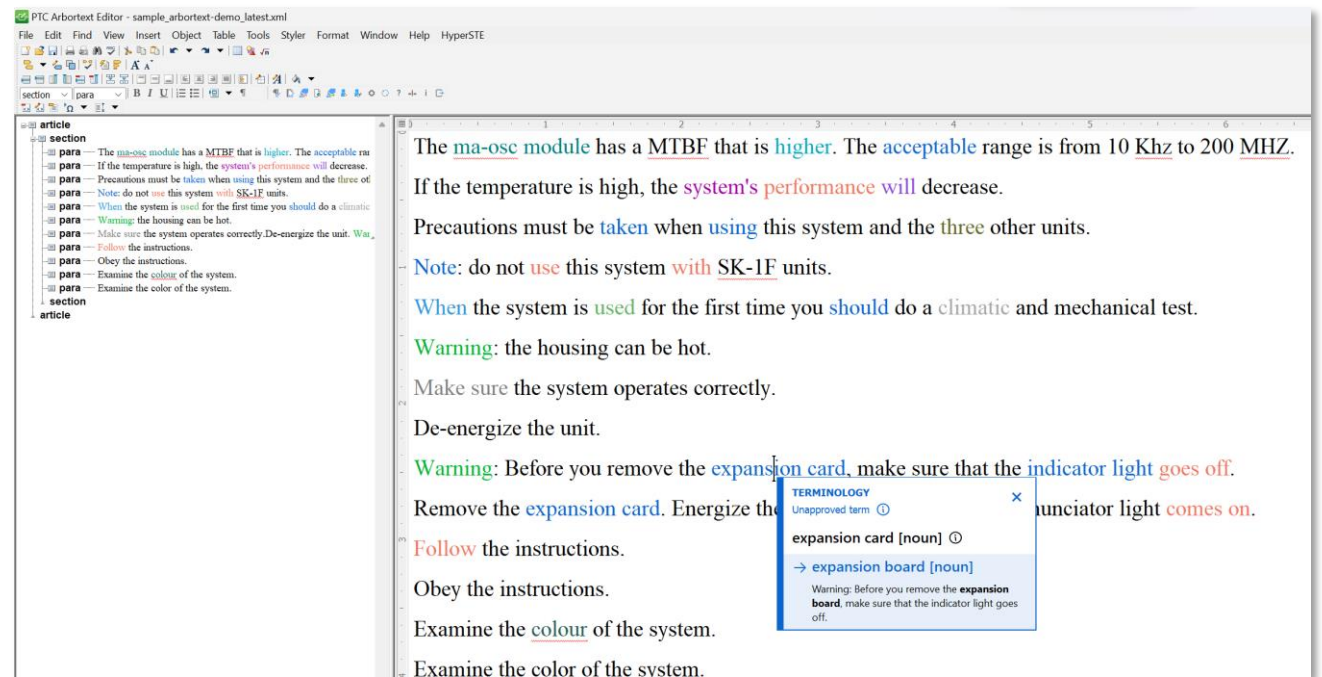 PTC Arbortext Editor - sample_arbortext-demo_latest.xml
File Edit Find View Insert Object Table Tools Styler Format Window Help HyperSTE
section para B I U
article
section
para The ma-osc module has a MTBF that is higher. The acceptable ran
para If the temperature is high, the system's performance will decrease.
para Precautions must be taken when using this system and the three ot
para Note: do not use this system with SK-1F units.
para When the system is used for the first time you should do a climatic
para Warning: the housing can be hot.
para Make sure the system operates correctly.De-energize the unit. Wa
para Follow the instructions.
para Obey the instructions.
para Examine the colour of the system.
para Examine the color of the system.
section
article
1 2 3 4 5 6
The ma-osc module has a MTBF that is higher. The acceptable range is from 10 Khz to 200 MHZ.
If the temperature is high, the system's performance will decrease.
Precautions must be taken when using this system and the three other units.
Note: do not use this system with SK-1F units.
When the system is used for the first time you should do a climatic and mechanical test.
Warning: the housing can be hot.
Make sure the system operates correctly.
De-energize the unit.
Warning: Before you remove the expansion card, make sure that the indicator light goes off.
Remove the expansion card. Energize the nunciator light comes on.
Follow the instructions.
Obey the instructions.
Examine the colour of the system.
Examine the color of the system.
TERMINOLOGY
Unapproved term
expansion card [noun]
→ expansion board [noun]
Warning: Before you remove the expansion
board, make sure that the indicator light goes
off.